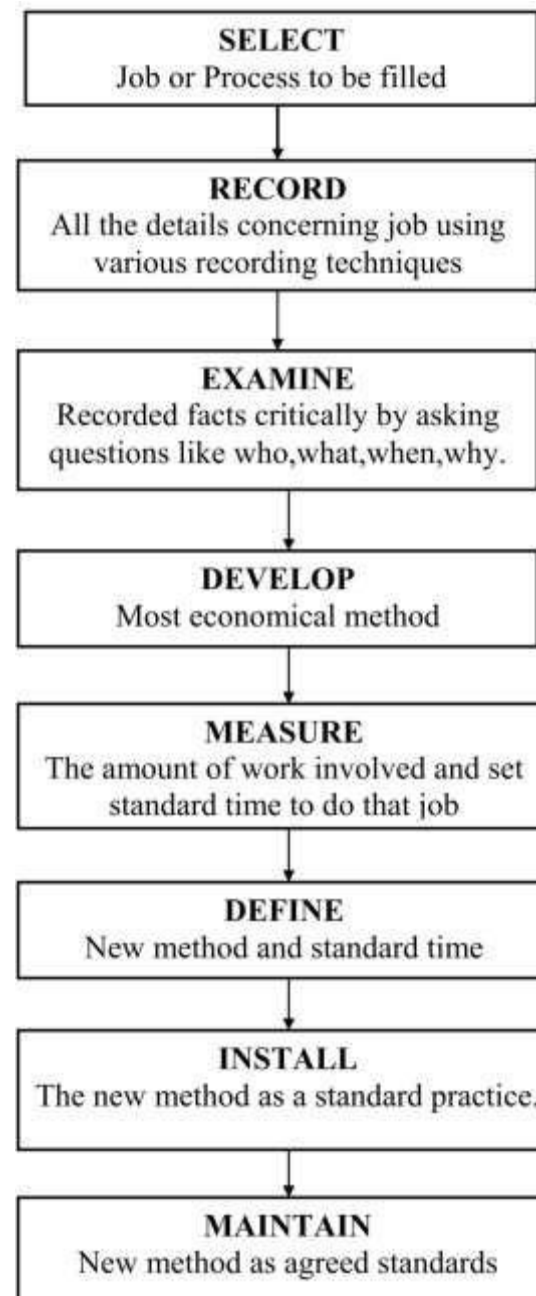 SELECT
Job or Process to be filled
RECORD
All the details concerning job using
various recording techniques
EXAMINE
Recorded facts critically by asking
questions like who,what,when,why.
DEVELOP
Most economical method
MEASURE
The amount of work involved and set
standard time to do that job
DEFINE
New method and standard time
INSTALL
The new method as a standard practice.
MAINTAIN
New method as agreed standards